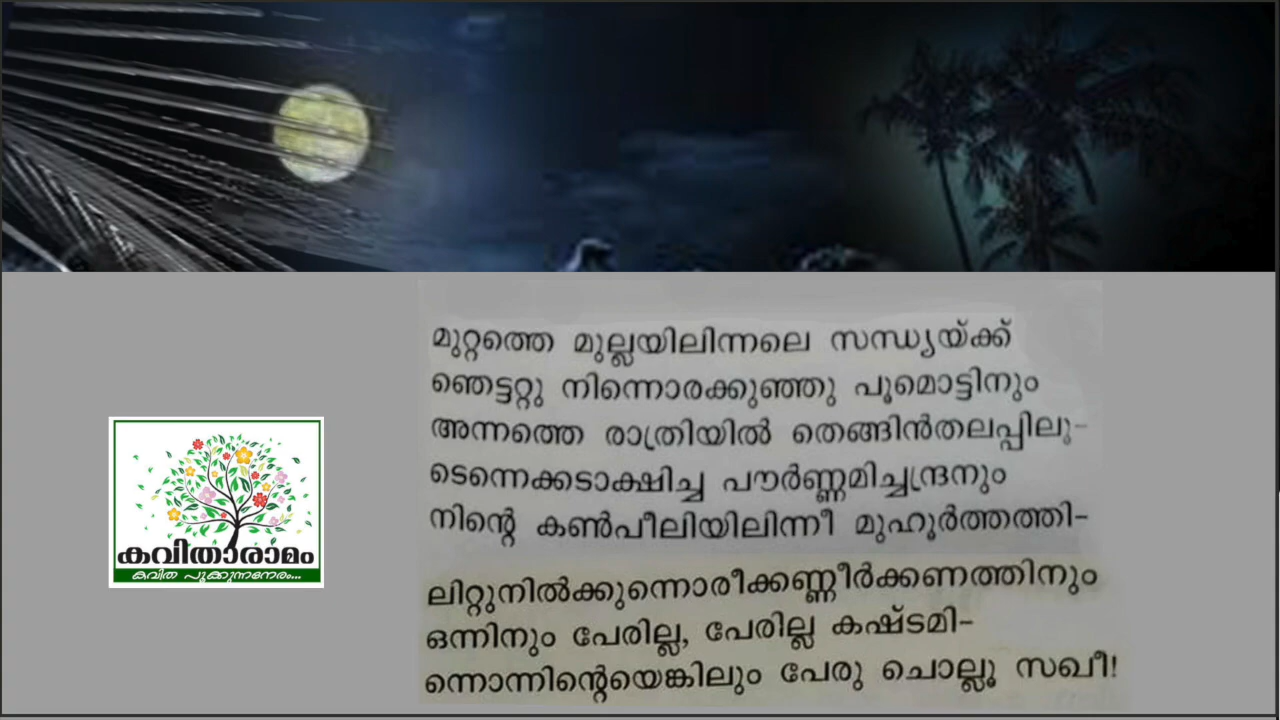 മുറ്റത്തെ മുല്ലയിലിന്നലെ സന്ധ്യയ്ക്ക്
ഞെട്ടറ്റു നിന്നൊരക്കുഞ്ഞു പൂമൊട്ടിനും
അന്നത്തെ രാത്രിയിൽ തെങ്ങിൻതലപ്പിലു-
ടെന്നെക്കടാക്ഷിച്ച പൗർണ്ണമിച്ചന്ദ്രനും
നിന്റെ കൺപീലിയിലിന്നീ മുഹൂർത്തത്തി-
ലിറ്റുനിൽക്കുന്നൊരീക്കണ്ണീർക്കണത്തിനും
ഒന്നിനും പേരില്ല, പേരില്ല കഷ്ടമി-
ന്നൊന്നിന്റെയെങ്കിലും പേരു ചൊല്ലൂ സഖീ!
കവിതാരാമം
കവിത പൂക്കുന്നനേരം...